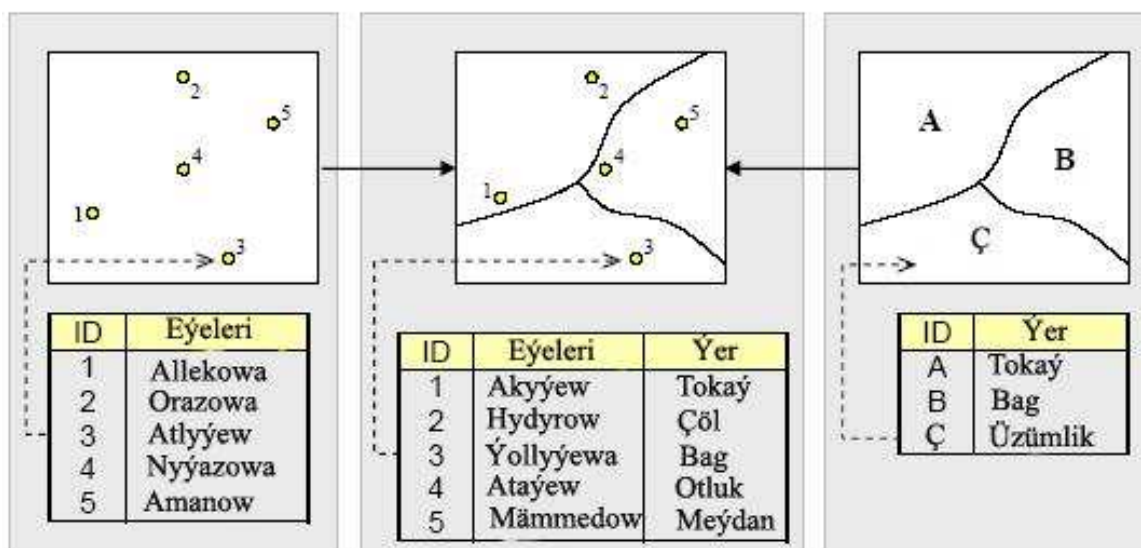 2
5
4
1
3
ID Eýeleri
1 Allekowa
2 Orazowa
3 Atlyýew
4 Nyýazowa
5 Amanow
2
5
4
1
3
ID Eýeleri Ýer
1 Akyýew Tokaý
2 Hydyrow Çöl
3 Ýollyýewa Bag
4 Ataýew Otluk
5 Mämmedow Meýdan
A
B
Ç
ID Ýer
A Tokaý
B Bag
Ç Üzümlik